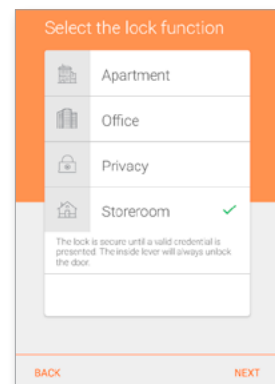 Select the lock function
Apartment
Office
Privacy
Storeroom
The lock is secure until a valid credential is
presented. The inside lever will always unlock
the door.
BACK
NEXT